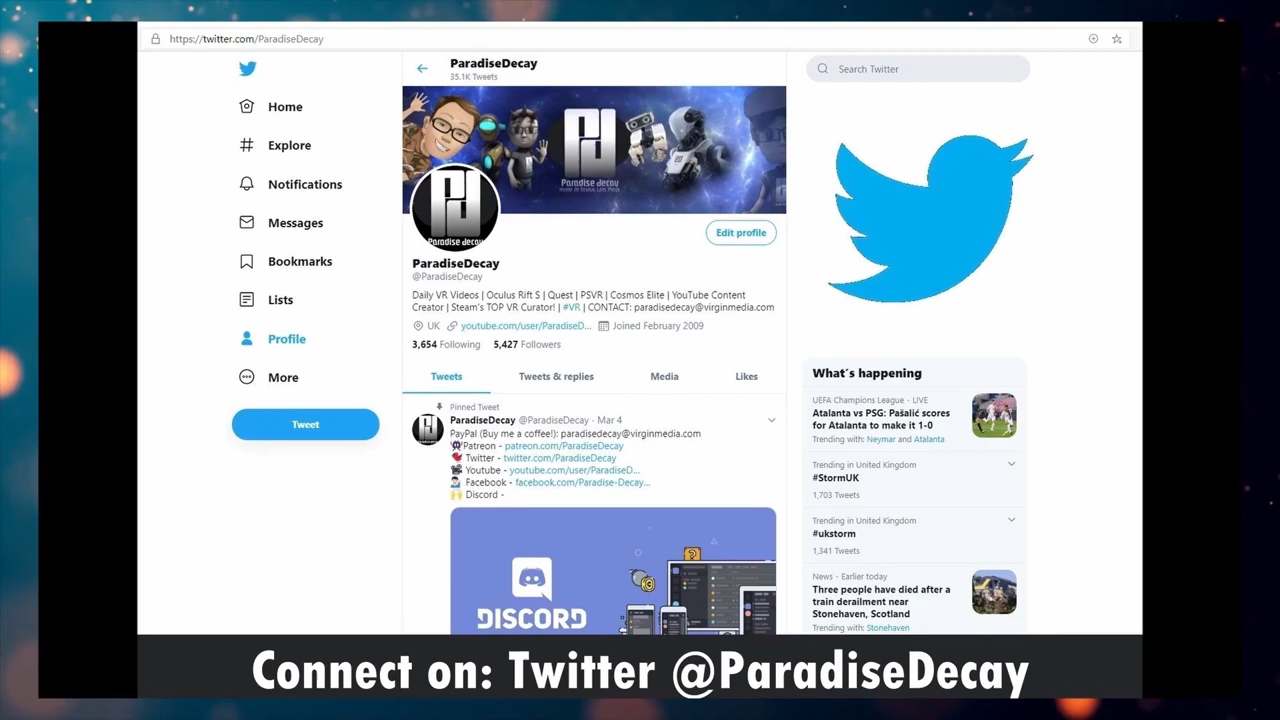 https://twitter.com/ParadiseDecay
Home
Explore
Notifications
Messages
Bookmarks
Lists
Profile
More
Tweet
ParadiseDecay
35.1K Tweets
Paradise decay
Paradise decay
Edit profile
ParadiseDecay
@ParadiseDecay
Daily VR Videos | Oculus Rift S | Quest | PSVR | Cosmos Elite | YouTube Content
Creator | Steam's TOP VR Curator! | #VR | CONTACT: paradisedecay@virginmedia.com
UK youtube.com/user/ParadiseD... Joined February 2009
3,654 Following 5,427 Followers
Tweets Tweets & replies Media Likes
Pinned Tweet
ParadiseDecay @ParadiseDecay · Mar 4
PayPal (Buy me a coffee!): paradisedecay@virginmedia.com
Patreon - patreon.com/ParadiseDecay
Twitter - twitter.com/ParadiseDecay
Youtube - youtube.com/user/ParadiseD...
Facebook - facebook.com/Paradise-Decay...
Discord -
DISCORD
Search Twitter
What's happening
UEFA Champions League · LIVE
Atalanta vs PSG: Pašalić scores
for Atalanta to make it 1-0
Trending with: Neymar and Atalanta
Trending in United Kingdom
#StormUK
1,703 Tweets
Trending in United Kingdom
#ukstorm
1,341 Tweets
News · Earlier today
Three people have died after a
train derailment near
Stonehaven, Scotland
Trending with: Stonehaven
Connect on: Twitter @ParadiseDecay